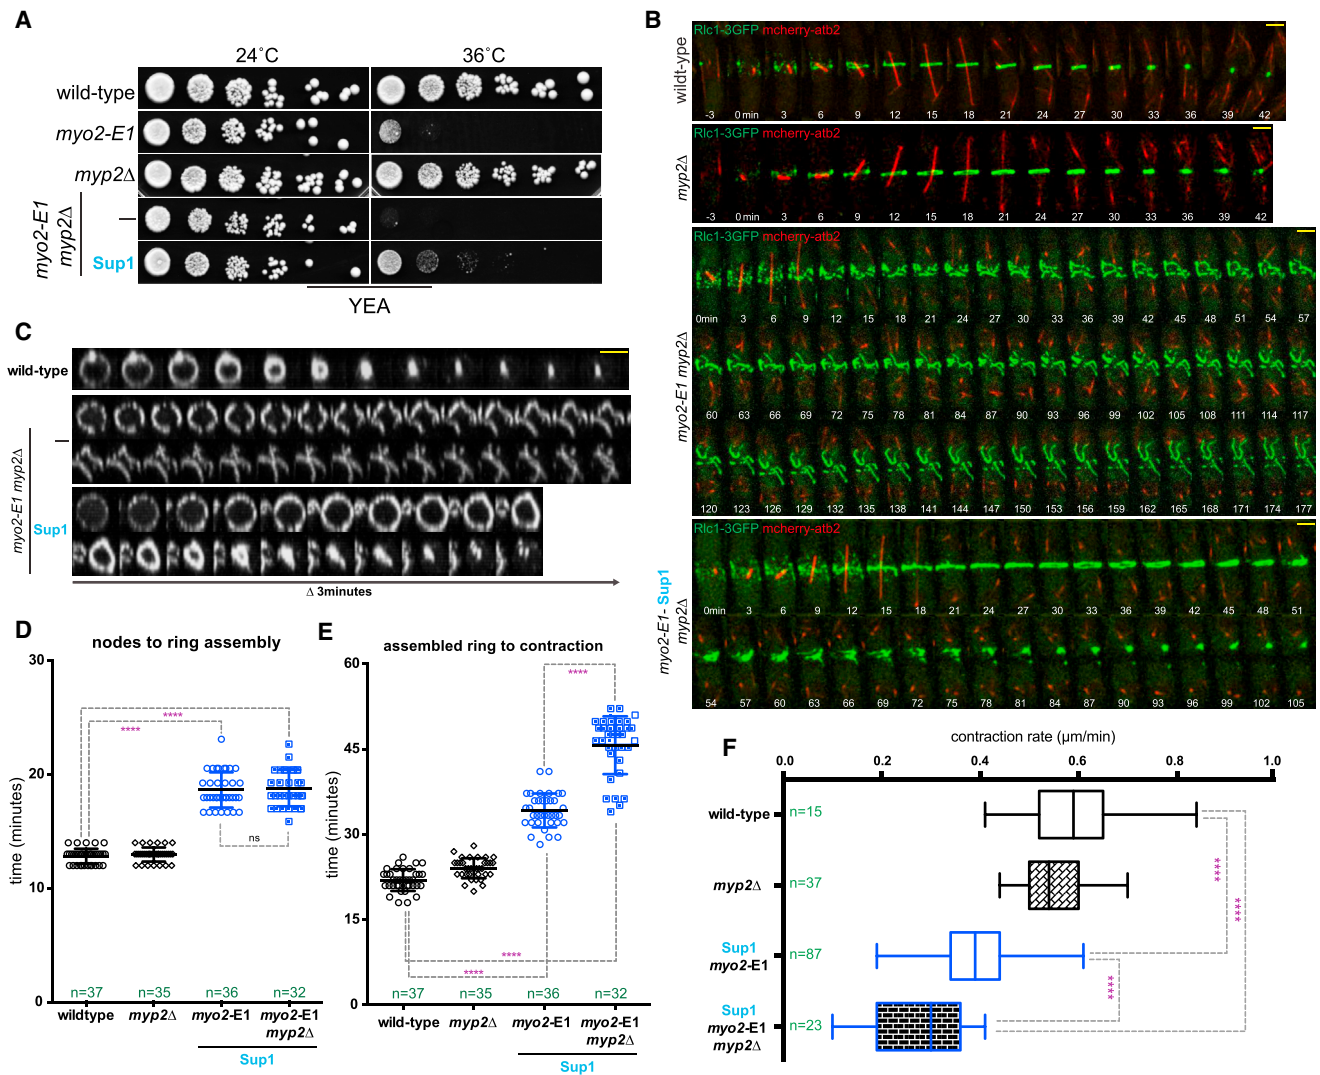 A
24˚C 36˚C
wild-type
myo2-E1
myp2Δ
myo2-E1
myp2Δ
—
Sup1
YEA
B
wildt-ype
Rlc1-3GFP mcherry-atb2
-3 0 min 3 6 9 12 15 18 21 24 27 30 33 36 39 42
myp2Δ
Rlc1-3GFP mcherry-atb2
-3 0 min 3 6 9 12 15 18 21 24 27 30 33 36 39 42
myo2-E1 myp2Δ
Rlc1-3GFP mcherry-atb2
0min 3 6 9 12 15 18 21 24 27 30 33 36 39 42 45 48 51 54 57
60 63 66 69 72 75 78 81 84 87 90 93 96 99 102 105 108 111 114 117
120 123 126 129 132 135 138 141 144 147 150 153 156 159 162 165 168 171 174 177
myo2-E1- Sup1
myp2Δ
Rlc1-3GFP mcherry-atb2
0min 3 6 9 12 15 18 21 24 27 30 33 36 39 42 45 48 51
54 57 60 63 66 69 72 75 78 81 84 87 90 93 96 99 102 105
C
wild-type
myo2-E1 myp2Δ
—
Sup1
Δ 3minutes
D
nodes to ring assembly
time (minutes)
30
20
10
0
****
****
ns
n=37 n=35 n=36 n=32
wildtype myp2Δ myo2-E1 myo2-E1
myp2Δ
Sup1
E
assembled ring to contraction
time (minutes)
60
45
30
15
0
****
****
****
n=37 n=35 n=36 n=32
wild-type myp2Δ myo2-E1 myo2-E1
myp2Δ
Sup1
F
contraction rate (µm/min)
0.0 0.2 0.4 0.6 0.8 1.0
wild-type n=15
myp2Δ n=37
Sup1
myo2-E1
n=87
Sup1
myo2-E1
myp2Δ
n=23
****
****
****